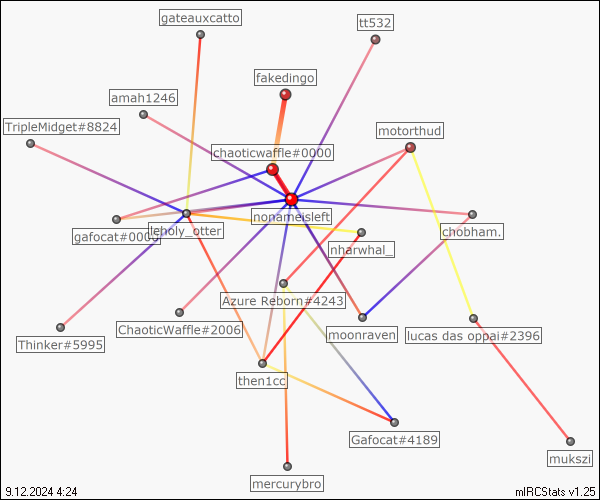 gateauxcatto
tt532
fakedingo
amah1246
TripleMidget#8824
motorthud
chaoticwaffle#0000
nonameisleft
gafocat#0000
leholy_otter
chobham.
nharwhal_
Azure Reborn#4243
ChaoticWaffle#2006
moonraven
lucas das oppai#2396
Thinker#5995
then1cc
Gafocat#4189
mukszi
mercurybro
9.12.2024 4:24
mIRCStats v1.25